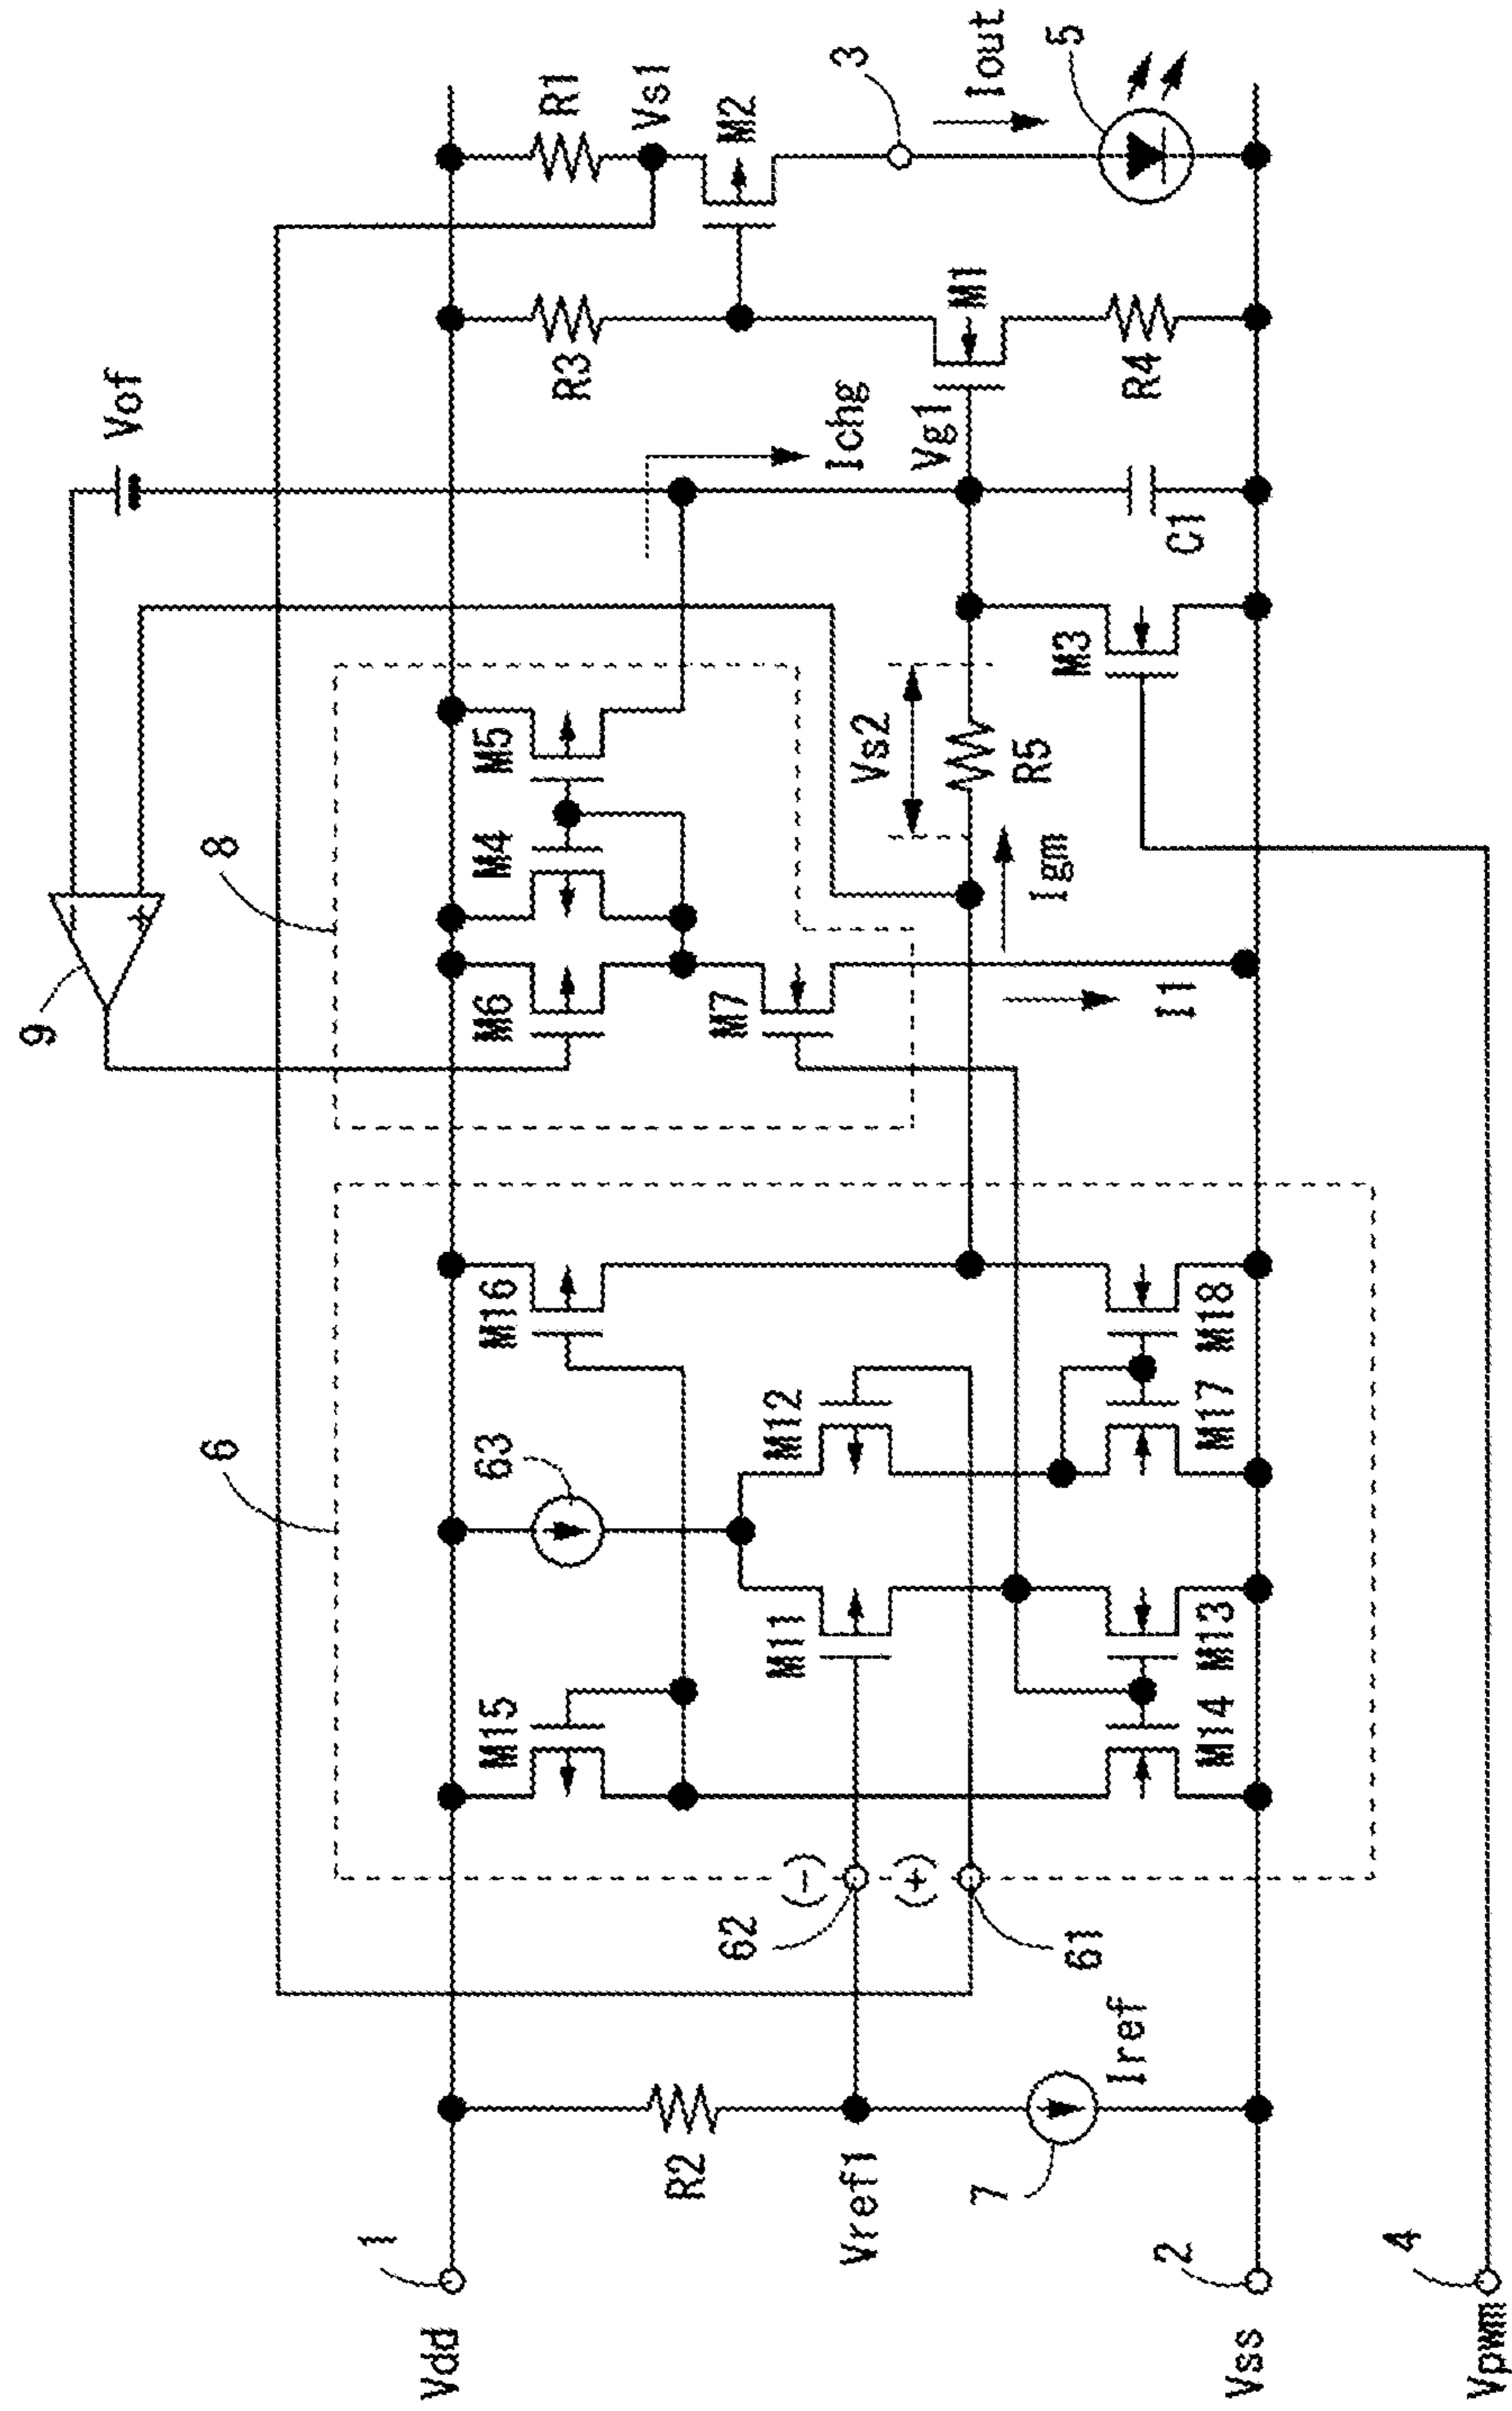 Vdd
1
Vss
2
Vpwm
4
R2
Vref1
7
Iref
62
(-)
(+)
61
6
M15
63
M16
M11
M12
M14
M13
M17
M18
8
9
M6
M4
M5
M7
I1
Igm
Vs2
R5
M3
Vof
Ichg
Vg1
C1
R3
M1
R4
R1
Vs1
M2
3
Iout
5
-
+